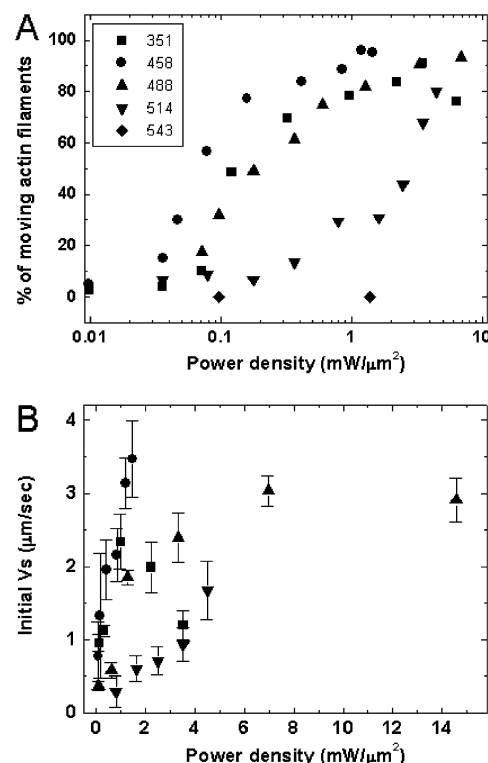 A
351
458
488
514
543
% of moving actin filaments
100
80
60
40
20
0
0.01 0.1 1 10
Power density (mW/μm²)
B
Initial Vs (μm/sec)
4
3
2
1
0
0 2 4 6 8 10 12 14
Power density (mW/μm²)